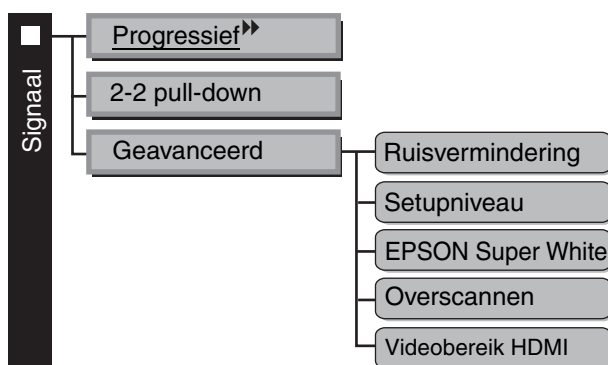 Signaal
Progressief
2-2 pull-down
Geavanceerd
Ruisvermindering
Setupniveau
EPSON Super White
Overscannen
Videobereik HDMI